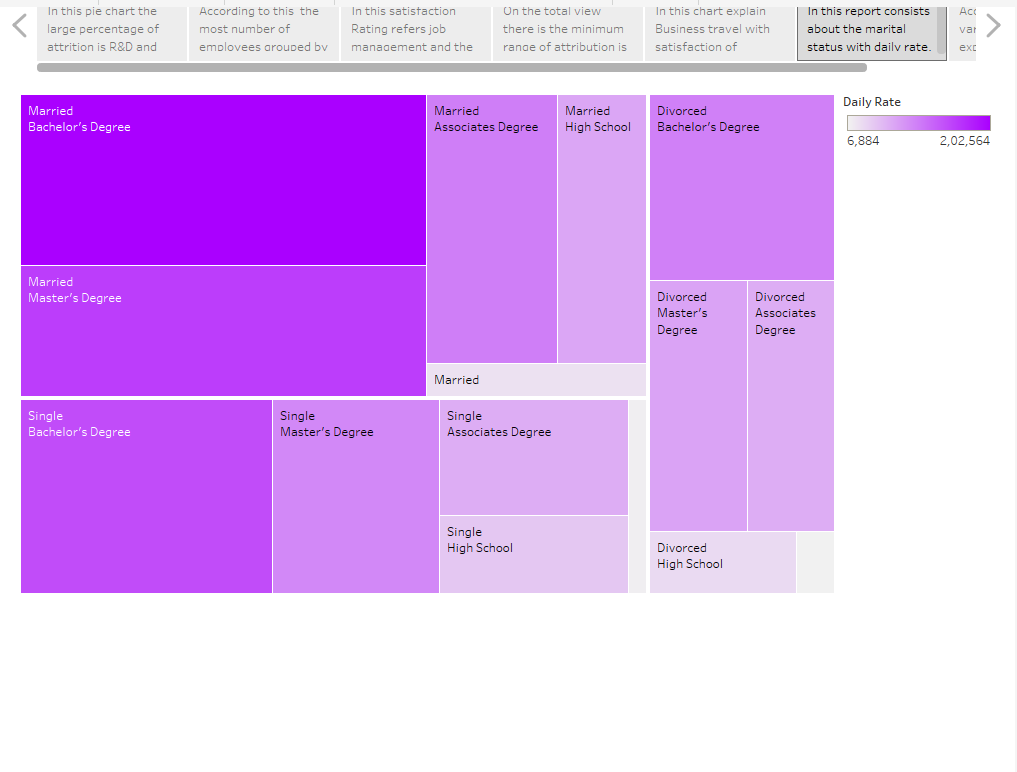 In this pie chart the
large percentage of
attrition is R&D and
According to this the
most number of
employees grouped by
In this satisfaction
Rating refers job
management and the
On the total view
there is the minimum
range of attribution is
In this chart explain
Business travel with
satisfaction of
In this report consists
about the marital
status with daily rate.
Married
Bachelor's Degree
Married
Associates Degree
Married
High School
Divorced
Bachelor's Degree
Daily Rate
6,884 2,02,564
Married
Master's Degree
Divorced
Master's
Degree
Divorced
Associates
Degree
Married
Single
Bachelor's Degree
Single
Master's Degree
Single
Associates Degree
Single
High School
Divorced
High School